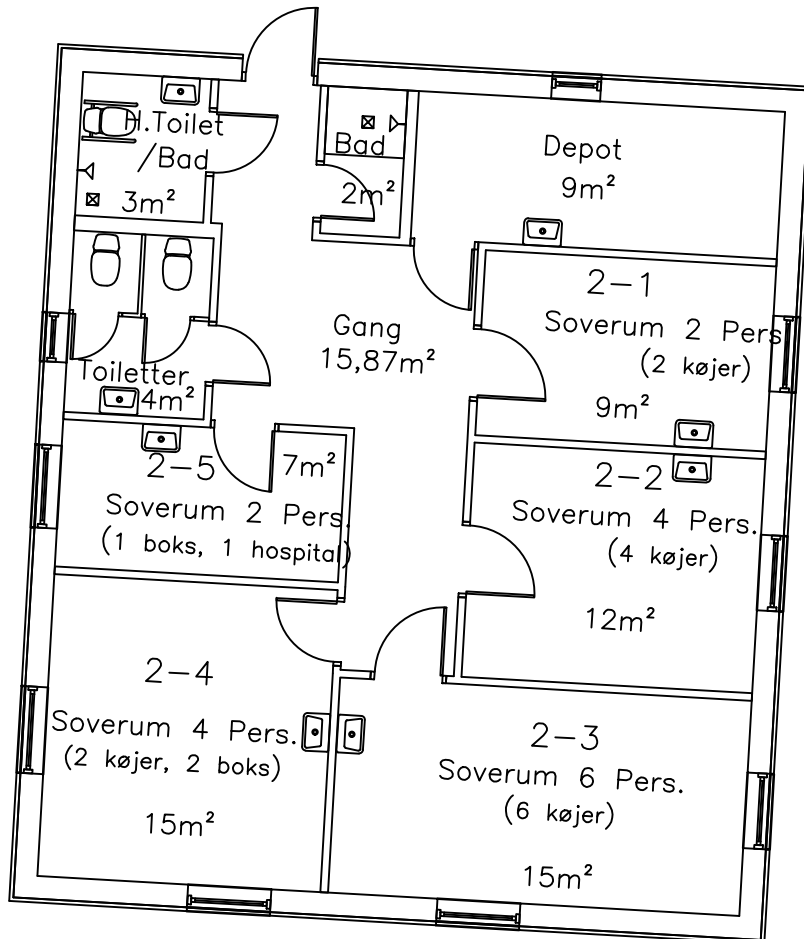 H.Toilet
/Bad
3m²
Bad
2m²
Depot
9m²
Gang
15,87m²
2-1
Soverum 2 Pers
(2 køjer)
9m²
Toiletter
4m²
2-5
7m²
Soverum 2 Pers.
(1 boks, 1 hospital)
2-2
Soverum 4 Pers.
(4 køjer)
12m²
2-4
Soverum 4 Pers.
(2 køjer, 2 boks)
15m²
2-3
Soverum 6 Pers.
(6 køjer)
15m²